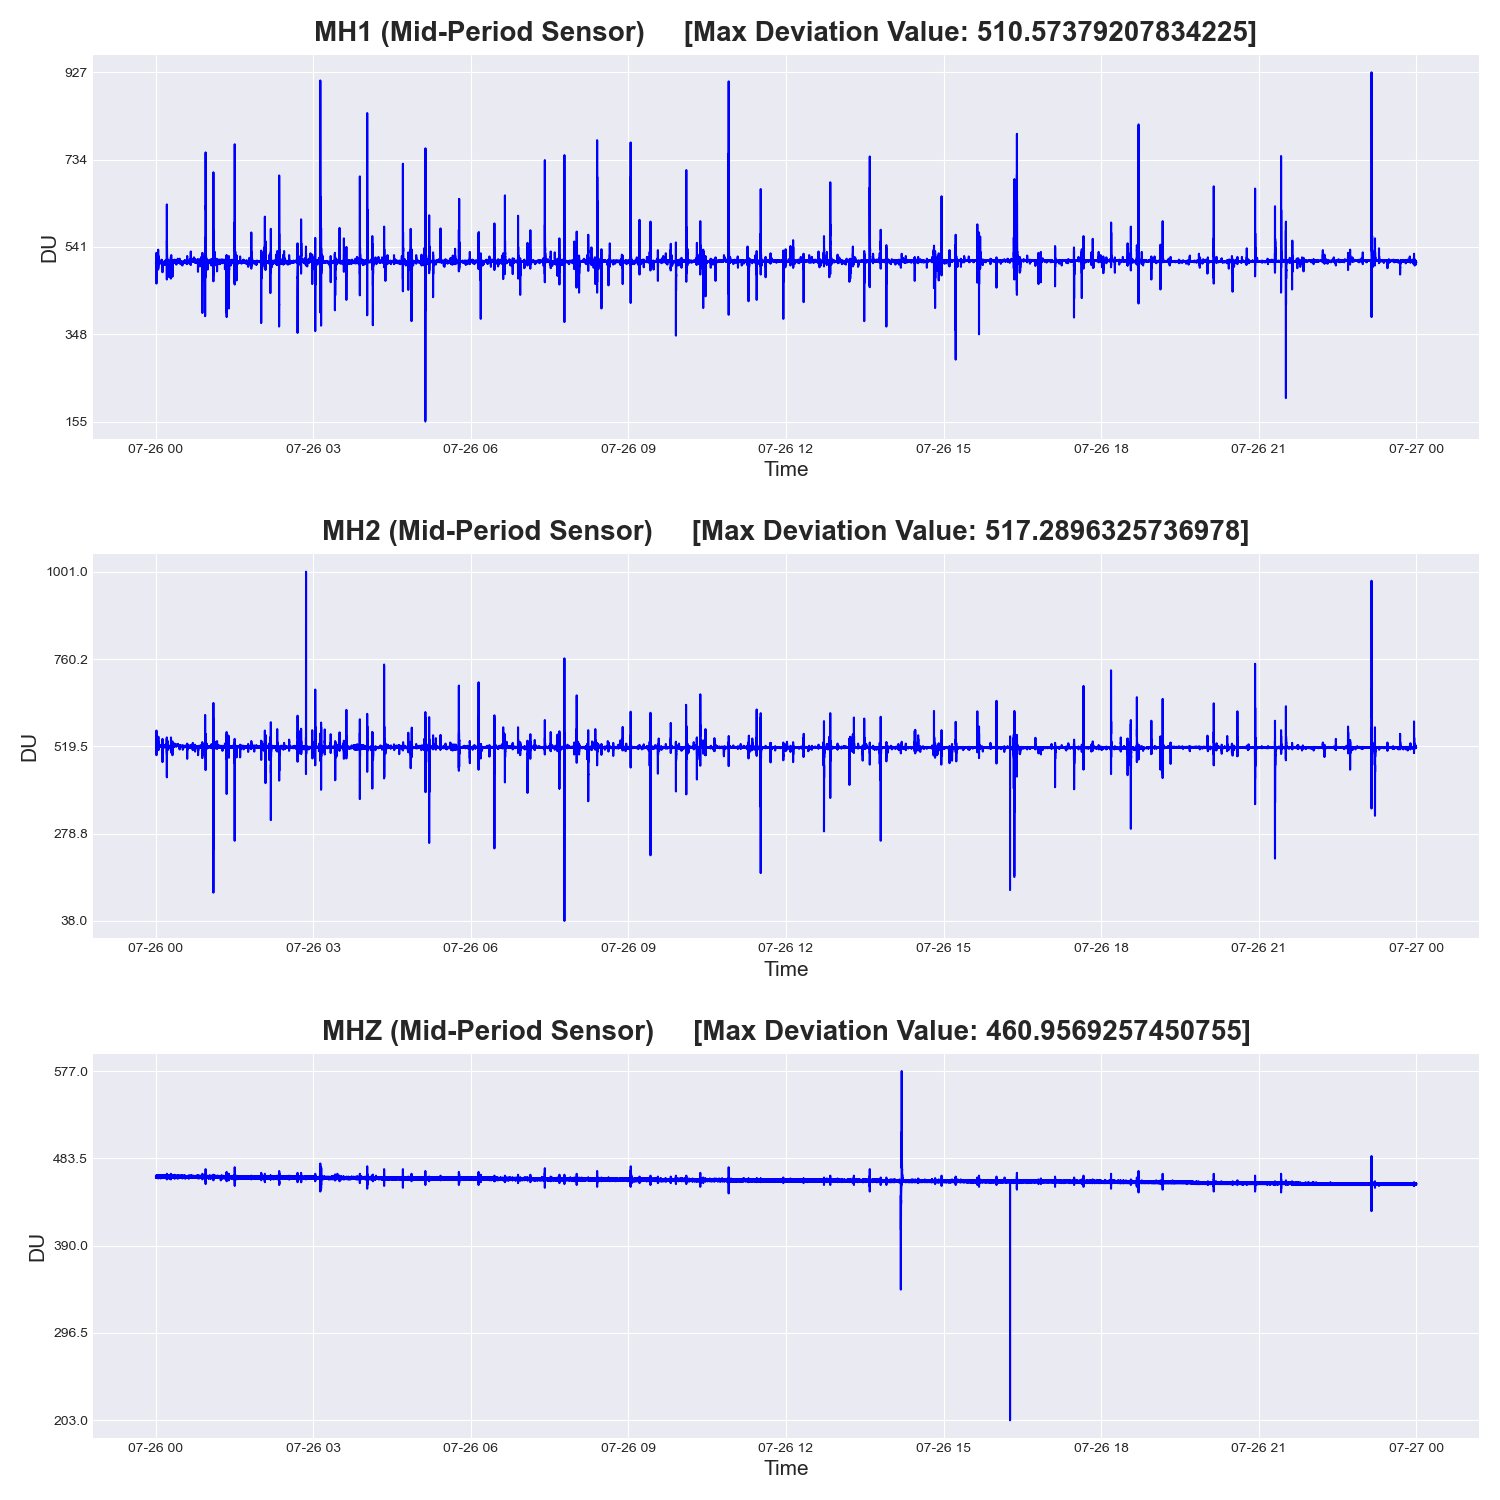 MH1 (Mid-Period Sensor) [Max Deviation Value: 510.57379207834225]
927
734
541
348
155
DU
07-26 00 07-26 03 07-26 06 07-26 09 07-26 12 07-26 15 07-26 18 07-26 21 07-27 00
Time
MH2 (Mid-Period Sensor) [Max Deviation Value: 517.2896325736978]
1001.0
760.2
519.5
278.8
38.0
DU
07-26 00 07-26 03 07-26 06 07-26 09 07-26 12 07-26 15 07-26 18 07-26 21 07-27 00
Time
MHZ (Mid-Period Sensor) [Max Deviation Value: 460.9569257450755]
577.0
483.5
390.0
296.5
203.0
DU
07-26 00 07-26 03 07-26 06 07-26 09 07-26 12 07-26 15 07-26 18 07-26 21 07-27 00
Time